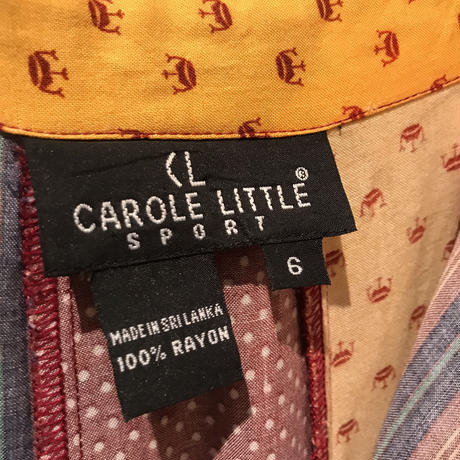 CL
CAROLE LITTLE®
SPORT
6
MADE IN SRI LANKA
100% RAYON